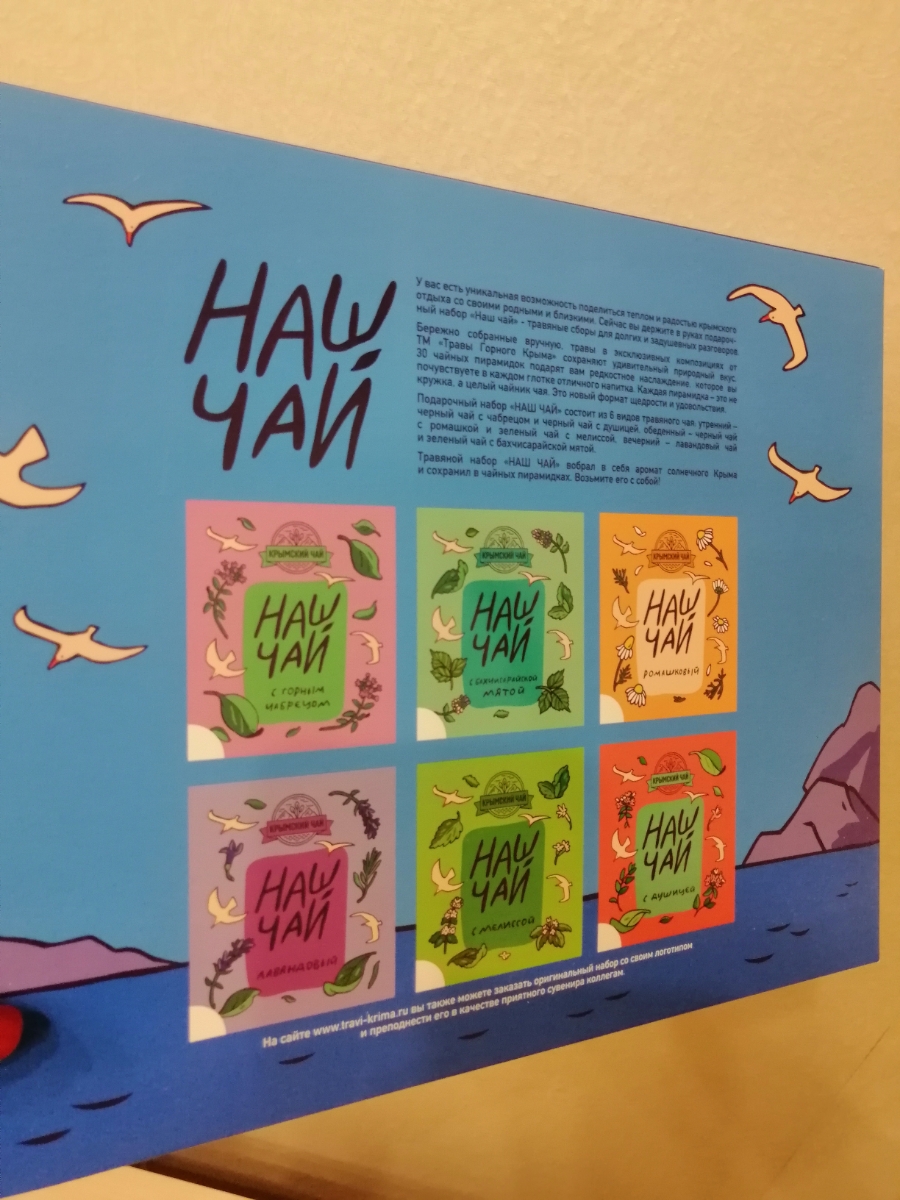 НАШ
ЧАЙ
У вас есть уникальная возможность поделиться теплом и радостью крымского
отдыха со своими родными и близкими. Сейчас вы держите в руках подароч-
ный набор «Наш чай» - травяные сборы для долгих и задушевных разговоров.
Бережно собранные вручную, травы в эксклюзивных композициях от
ТМ «Травы Горного Крыма» сохраняют удивительный природный вкус.
30 чайных пирамидок подарят вам редкостное наслаждение, которое вы
почувствуете в каждом глотке отличного напитка. Каждая пирамидка – это не
кружка, а целый чайник чая. Это новый формат щедрости и удовольствия.
Подарочный набор «НАШ ЧАЙ» состоит из 6 видов травяного чая: утренний –
черный чай с чабрецом и черный чай с душицей, обеденный – черный чай
с ромашкой и зеленый чай с мелиссой, вечерний – лавандовый чай
и зеленый чай с бахчисарайской мятой.
Травяной набор «НАШ ЧАЙ» вобрал в себя аромат солнечного Крыма
и сохранил в чайных пирамидках. Возьмите его с собой!
КРЫМСКИЙ ЧАЙ
НАШ
ЧАЙ
С ГОРНЫМ
ЧАБРЕЦОМ
КРЫМСКИЙ ЧАЙ
НАШ
ЧАЙ
С БАХЧИСАРАЙСКОЙ
МЯТОЙ
КРЫМСКИЙ ЧАЙ
НАШ
ЧАЙ
РОМАШКОВЫЙ
КРЫМСКИЙ ЧАЙ
НАШ
ЧАЙ
ЛАВАНДОВЫЙ
КРЫМСКИЙ ЧАЙ
НАШ
ЧАЙ
С МЕЛИССОЙ
КРЫМСКИЙ ЧАЙ
НАШ
ЧАЙ
С ДУШИЦЕЙ
На сайте www.travi-krima.ru вы также можете заказать оригинальный набор со своим логотипом
и преподнести его в качестве приятного сувенира коллегам.